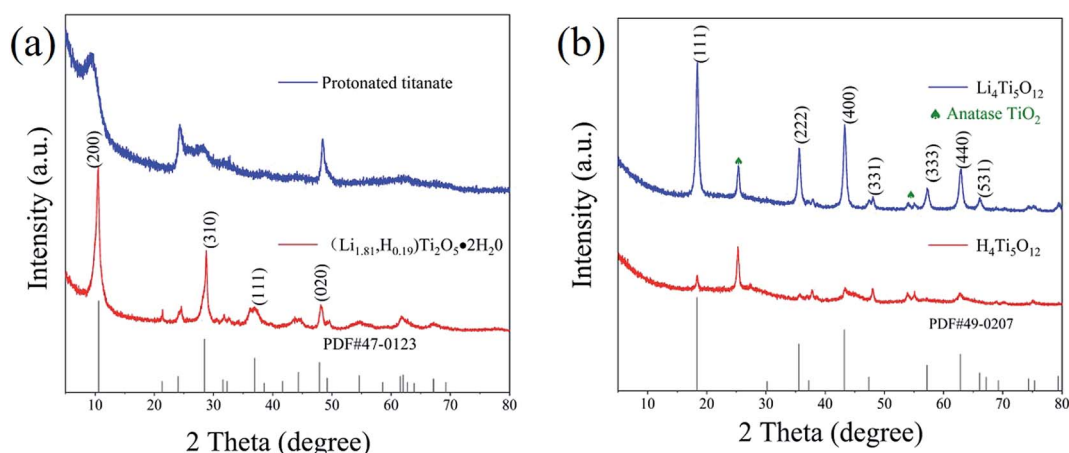 (a)
Intensity (a.u.)
Protonated titanate
(200)
(310)
(111)
(020)
(Li1.81,H0.19)Ti2O5●2H20
PDF#47-0123
10 20 30 40 50 60 70 80
2 Theta (degree)
(b)
Intensity (a.u.)
(111)
(222)
(400)
(331)
(333)
(440)
(531)
Li4Ti5O12
♠ Anatase TiO2
H4Ti5O12
PDF#49-0207
10 20 30 40 50 60 70 80
2 Theta (degree)